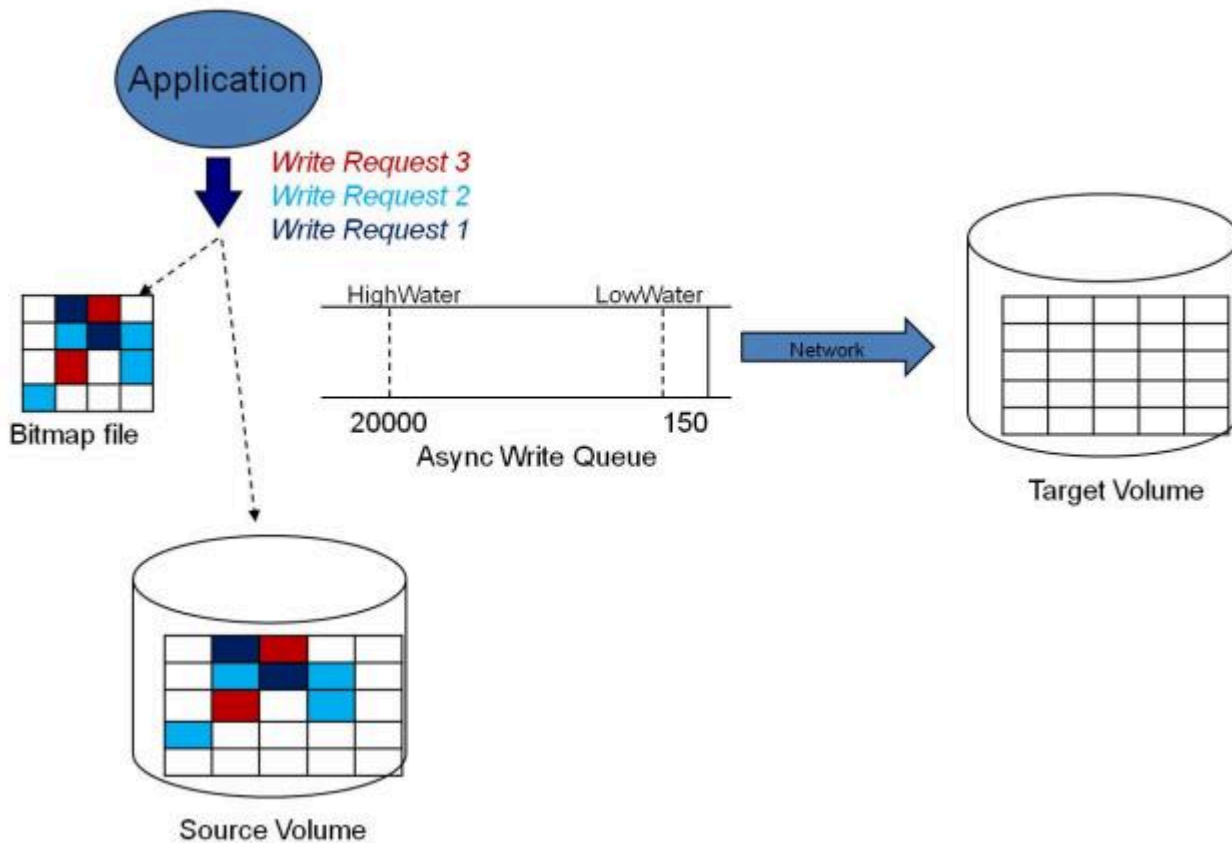 Application
Write Request 3
Write Request 2
Write Request 1
HighWater
LowWater
Network
Bitmap file
20000
150
Async Write Queue
Target Volume
Source Volume